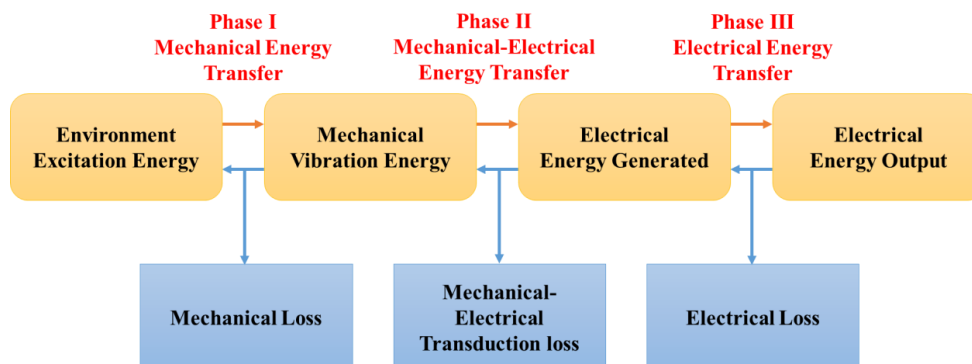 Phase I
Mechanical Energy
Transfer
Phase II
Mechanical-Electrical
Energy Transfer
Phase III
Electrical Energy
Transfer
Environment
Excitation Energy
Mechanical
Vibration Energy
Electrical
Energy Generated
Electrical
Energy Output
Mechanical Loss
Mechanical-
Electrical
Transduction loss
Electrical Loss